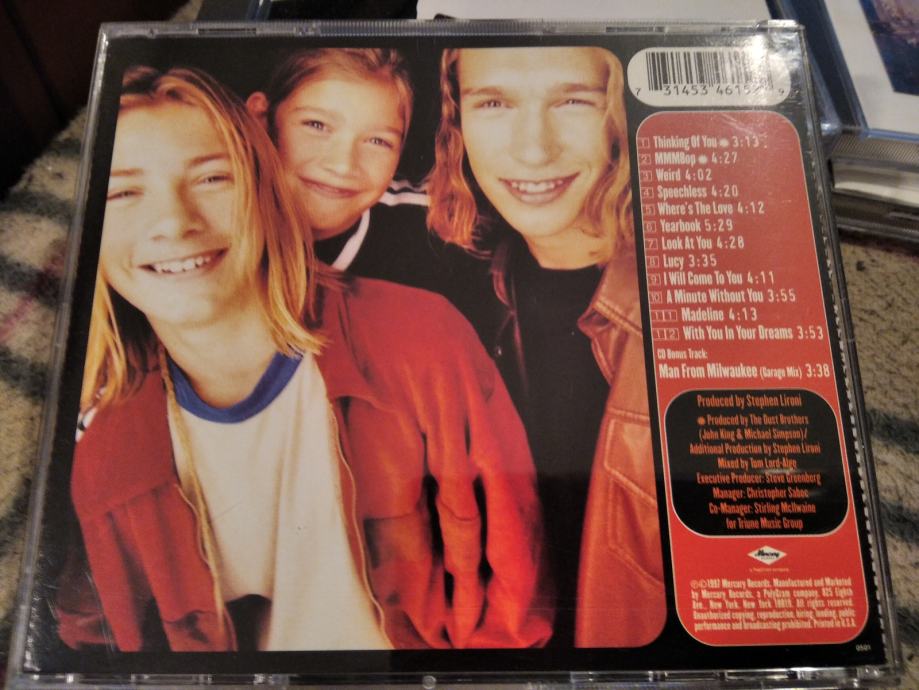 7 31453 4615 9
1 Thinking Of You ✺ 3:13
2 MMMBop ✺ 4:27
3 Weird 4:02
4 Speechless 4:20
5 Where's The Love 4:12
6 Yearbook 5:29
7 Look At You 4:28
8 Lucy 3:35
9 I Will Come To You 4:11
10 A Minute Without You 3:55
11 Madeline 4:13
12 With You In Your Dreams 3:53
CD Bonus Track:
Man From Milwaukee (Garage Mix) 3:38
Produced by Stephen Lironi
✺ Produced by The Dust Brothers
(John King & Michael Simpson)/
Additional Production by Stephen Lironi
Mixed by Tom Lord-Alge
Executive Producer: Steve Greenberg
Manager: Christopher Sabec
Co-Manager: Stirling McIlwaine
for Triune Music Group
Mercury
a PolyGram company
℗©1997 Mercury Records. Manufactured and Marketed
by Mercury Records, a PolyGram company, 825 Eighth
Ave., New York, New York 10019. All rights reserved.
Unauthorized copying, reproduction, hiring, lending, public
performance and broadcasting prohibited. Printed in U.S.A.
0501